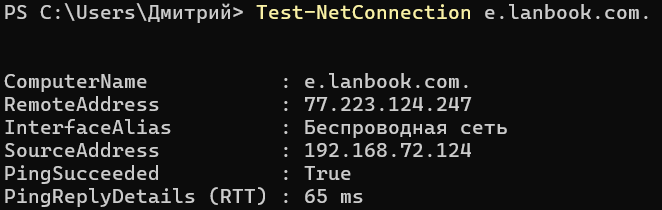 PS C:\Users\Дмитрий> Test-NetConnection e.lanbook.com.
ComputerName : e.lanbook.com.
RemoteAddress : 77.223.124.247
InterfaceAlias : Беспроводная сеть
SourceAddress : 192.168.72.124
PingSucceeded : True
PingReplyDetails (RTT) : 65 ms